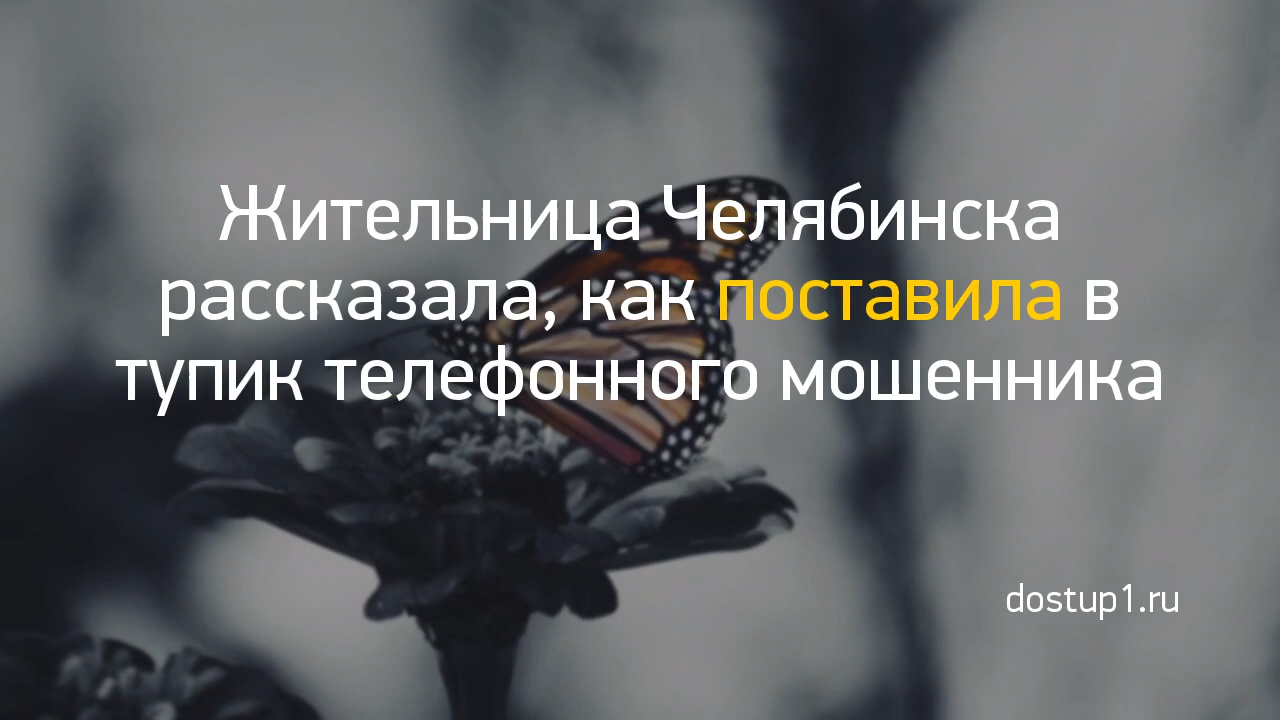 Жительница Челябинска
рассказала, как поставила в
тупик телефонного мошенника
dostup1.ru